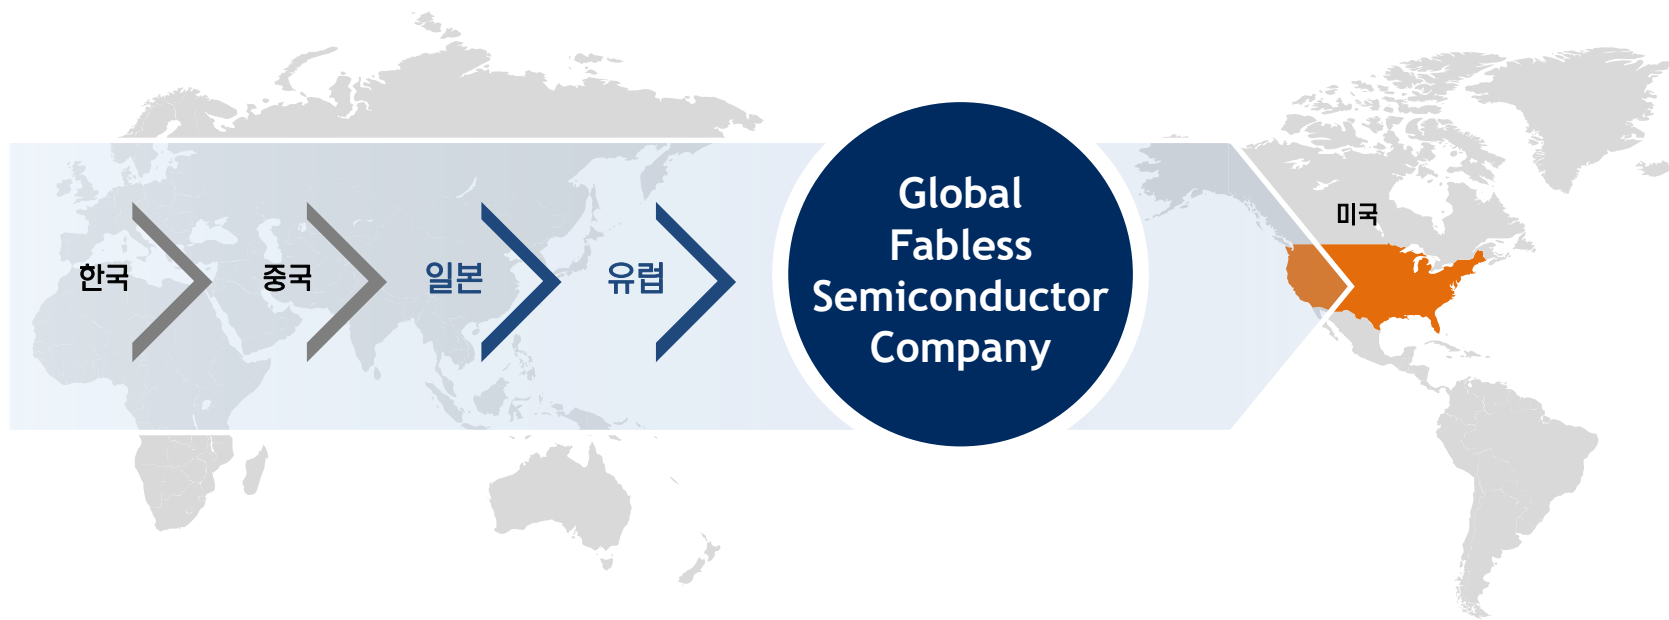 한국
중국
일본
유럽
Global
Fabless
Semiconductor
Company
미국